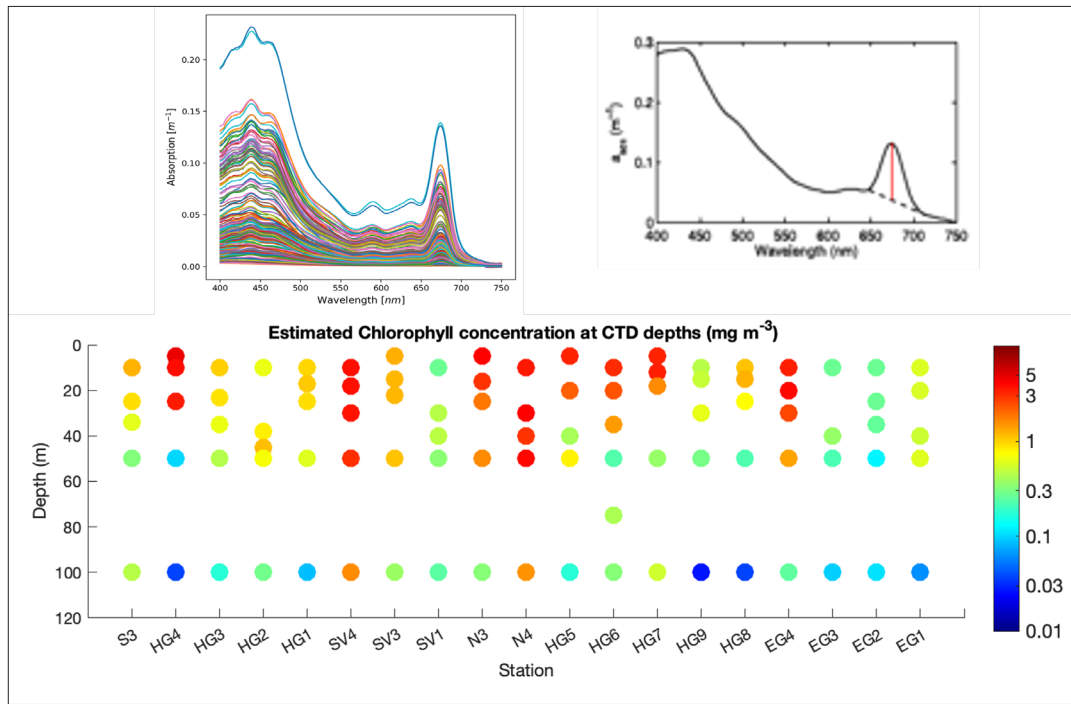 0.20
0.15
0.10
0.05
0.00
Absorption [m⁻¹]
400 450 500 550 600 650 700 750
Wavelength [nm]
0.3
0.2
0.1
0
(m⁻¹)
400 450 500 550 600 650 700 750
Wavelength (nm)
Estimated Chlorophyll concentration at CTD depths (mg m⁻³)
0
20
40
60
80
100
120
Depth (m)
S3 HG4 HG3 HG2 HG1 SV4 SV3 SV1 N3 N4 HG5 HG6 HG7 HG9 HG8 EG4 EG3 EG2 EG1
Station
5
3
1
0.3
0.1
0.03
0.01